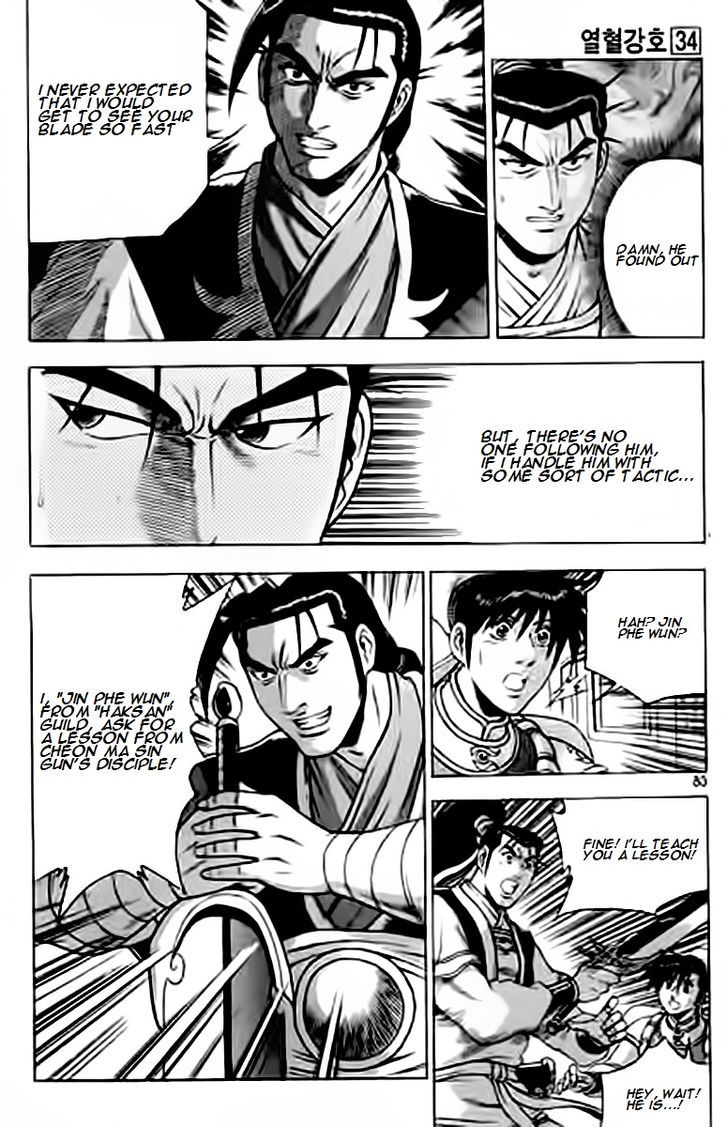 열혈강호 34
I NEVER EXPECTED
THAT I WOULD
GET TO SEE YOUR
BLADE SO FAST
DAMN, HE
FOUND OUT
BUT, THERE'S NO
ONE FOLLOWING HIM,
IF I HANDLE HIM WITH
SOME SORT OF TACTIC...
I, "JIN PHE WUN"
FROM "HAKSAN"
GUILD, ASK FOR
A LESSON FROM
CHEON MA SIN
GUN'S DISCIPLE!
HAH? JIN
PHE WUN?
83
FINE! I'LL TEACH
YOU A LESSON!
HEY, WAIT!
HE IS...!